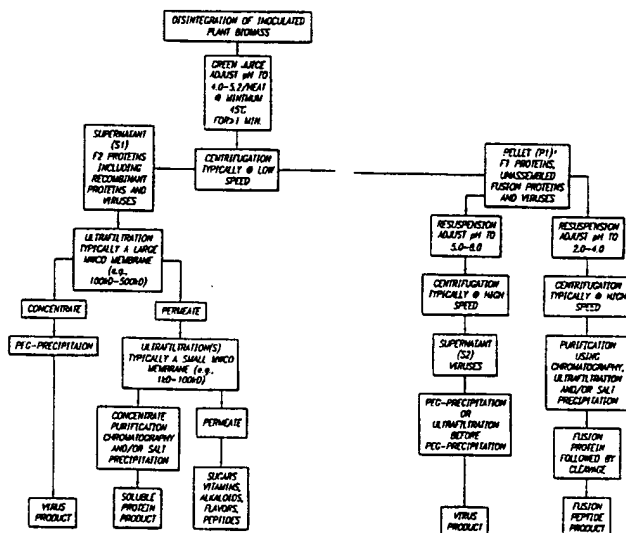 DISINTEGRATION OF INOCULATED
PLANT BIOMASS
GREEN JUICE
ADJUST pH TO
4.0-5.2/HEAT
@ MINIMUM
45°C
FOR>1 MIN.
CENTRIFUGATION
TYPICALLY @ LOW
SPEED
SUPERNATANT (S1)
F2 PROTEINS
INCLUDING
RECOMBINANT
PROTEINS AND
VIRUSES
ULTRAFILTRATION
TYPICALLY A LARGE
MWCO MEMBRANE
(e.g.,
100kD-500kD)
CONCENTRATE
PERMEATE
PEG-PRECIPITAION
ULTRAFILTRATION(S)
TYPICALLY A SMALL MWCO
MEMBRANE (e.g.,
1kD-100kD)
CONCENTRATE
PURIFICATION
CHROMATOGRAPHY
AND/OR SALT
PRECIPITATION
PERMEATE
VIRUS
PRODUCT
SOLUBLE
PROTEIN
PRODUCT
SUGARS
VITAMINS,
ALKALOIDS,
FLAVORS,
PEPTIDES
PELLET (P1)'
F1 PROTEINS,
UNASSEMBLED
FUSION PROTEINS
AND VIRUSES
RESUSPENSION
ADJUST pH TO
5.0-8.0
CENTRIFUGATION
TYPICALLY @ HIGH
SPEED
SUPERNATANT
(S2)
VIRUSES
PEG-PRECIPITATION
OR
ULTRAFILTRATION
BEFORE
PEG-PRECIPITATION
VIRUS
PRODUCT
RESUSPENSION
ADJUST pH TO
2.0-4.0
CENTRIFUGATION
TYPICALLY @ HIGH
SPEED
PURIFICATION
USING
CHROMATOGRAPHY,
ULTRAFILTRATION
AND/OR SALT
PRECIPITATION
FUSION
PROTEIN
FOLLOWED BY
CLEAVAGE
FUSION
PEPTIDE
PRODUCT